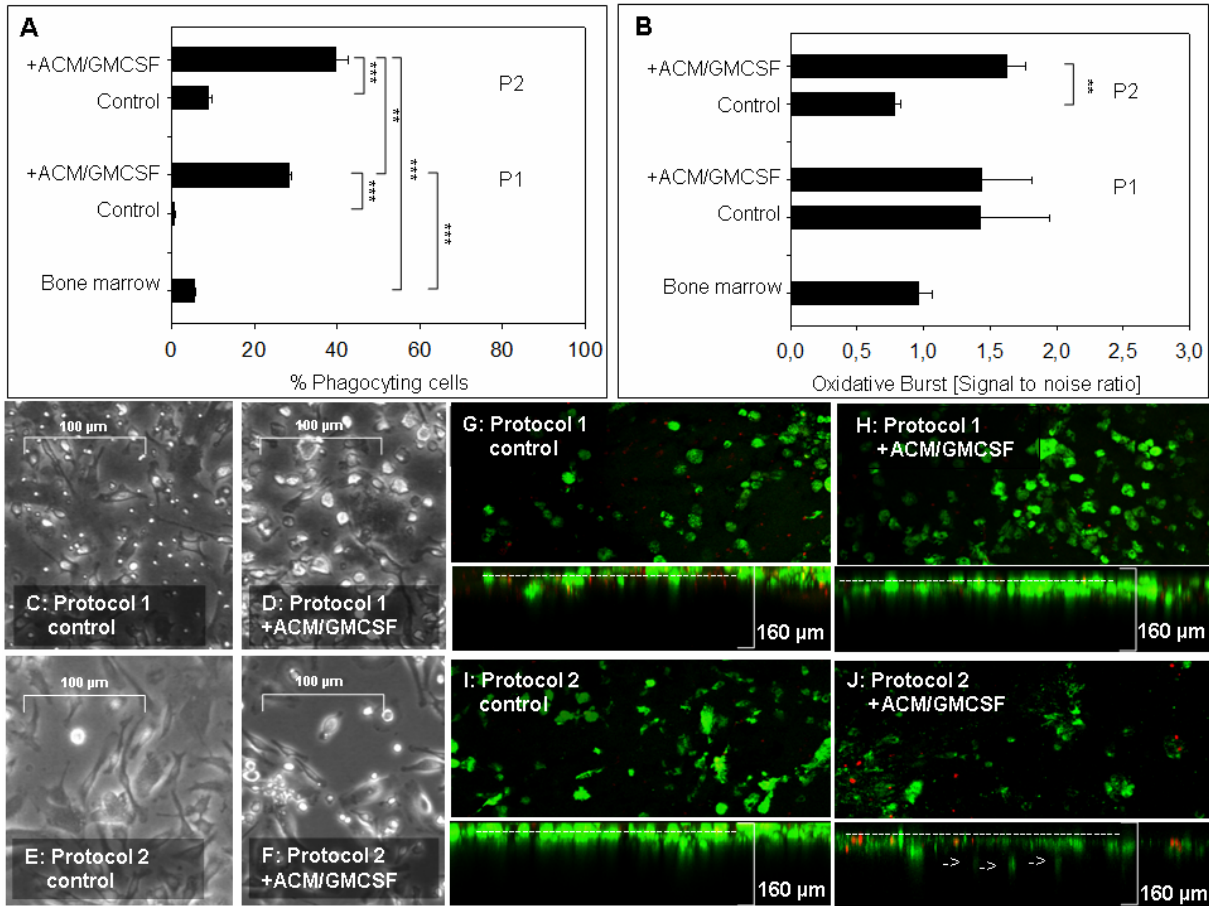 A
+ACM/GMCSF
Control
P2
+ACM/GMCSF
Control
P1
Bone marrow
***
**
***
***
***
0 20 40 60 80 100
% Phagocyting cells
B
+ACM/GMCSF
Control
P2
**
+ACM/GMCSF
Control
P1
Bone marrow
0,0 0,5 1,0 1,5 2,0 2,5 3,0
Oxidative Burst [Signal to noise ratio]
100 µm
C: Protocol 1
control
100 µm
D: Protocol 1
+ACM/GMCSF
100 µm
E: Protocol 2
control
100 µm
F: Protocol 2
+ACM/GMCSF
G: Protocol 1
control
160 µm
H: Protocol 1
+ACM/GMCSF
160 µm
I: Protocol 2
control
160 µm
J: Protocol 2
+ACM/GMCSF
-> -> ->
160 µm